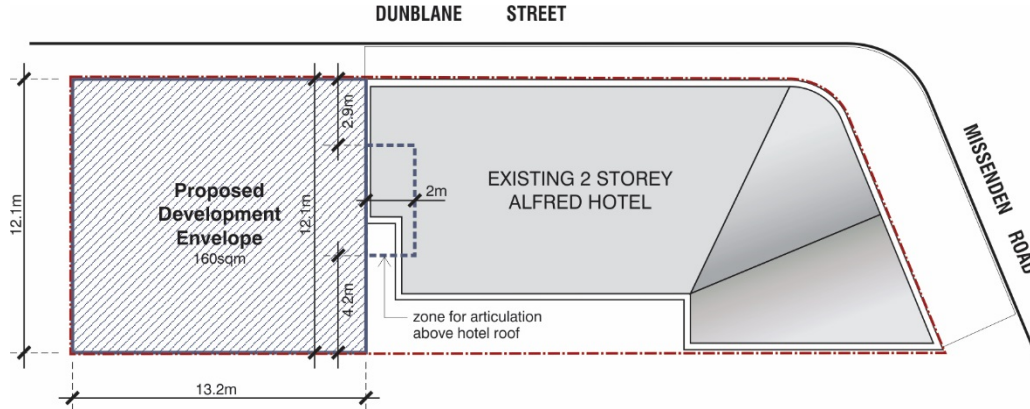 DUNBLANE STREET
MISSENDEN ROAD
12.1m
Proposed
Development
Envelope
160sqm
12.1m
2.9m
2m
4.2m
EXISTING 2 STOREY
ALFRED HOTEL
zone for articulation
above hotel roof
13.2m